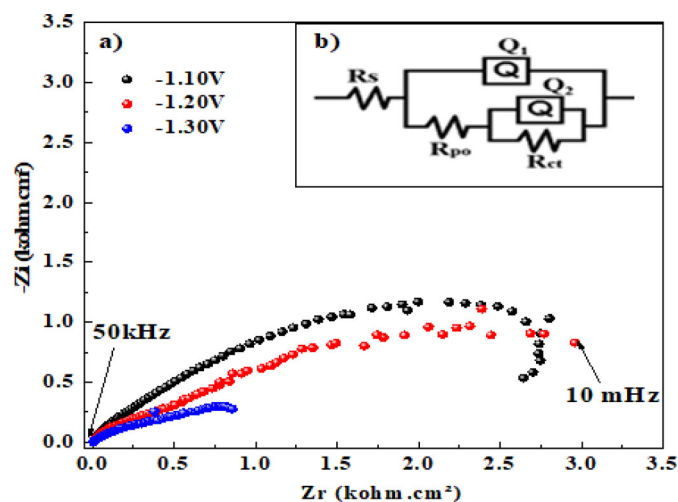 a)
-1.10V
-1.20V
-1.30V
b)
Q1
Q
Rs
Q2
Q
Rpo
Rct
-Zi (kohm cm²)
3.5
3.0
2.5
2.0
1.5
1.0
0.5
0.0
50kHz
10 mHz
0.0 0.5 1.0 1.5 2.0 2.5 3.0 3.5
Zr (kohm .cm²)